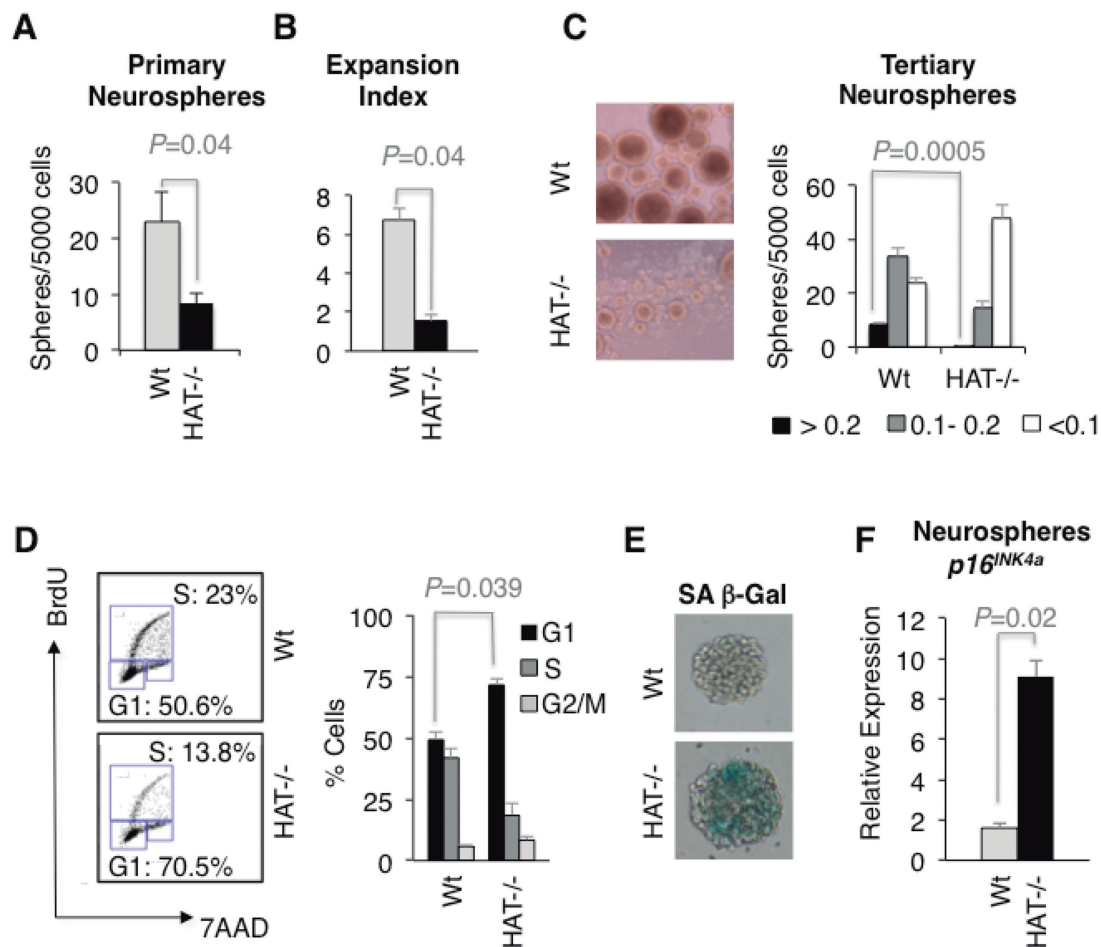 A
Primary
Neurospheres
P=0.04
Spheres/5000 cells
30
20
10
0
Wt
HAT-/-
B
Expansion
Index
P=0.04
8
6
4
2
0
Wt
HAT-/-
C
Wt
HAT-/-
Tertiary
Neurospheres
P=0.0005
Spheres/5000 cells
60
40
20
0
Wt
HAT-/-
> 0.2
0.1- 0.2
<0.1
D
BrdU
S: 23%
G1: 50.6%
Wt
S: 13.8%
G1: 70.5%
HAT-/-
7AAD
P=0.039
% Cells
100
75
50
25
0
G1
S
G2/M
Wt
HAT-/-
E
SA β-Gal
Wt
HAT-/-
F
Neurospheres
p16^INK4a
P=0.02
Relative Expression
12
10
8
6
4
2
0
Wt
HAT-/-